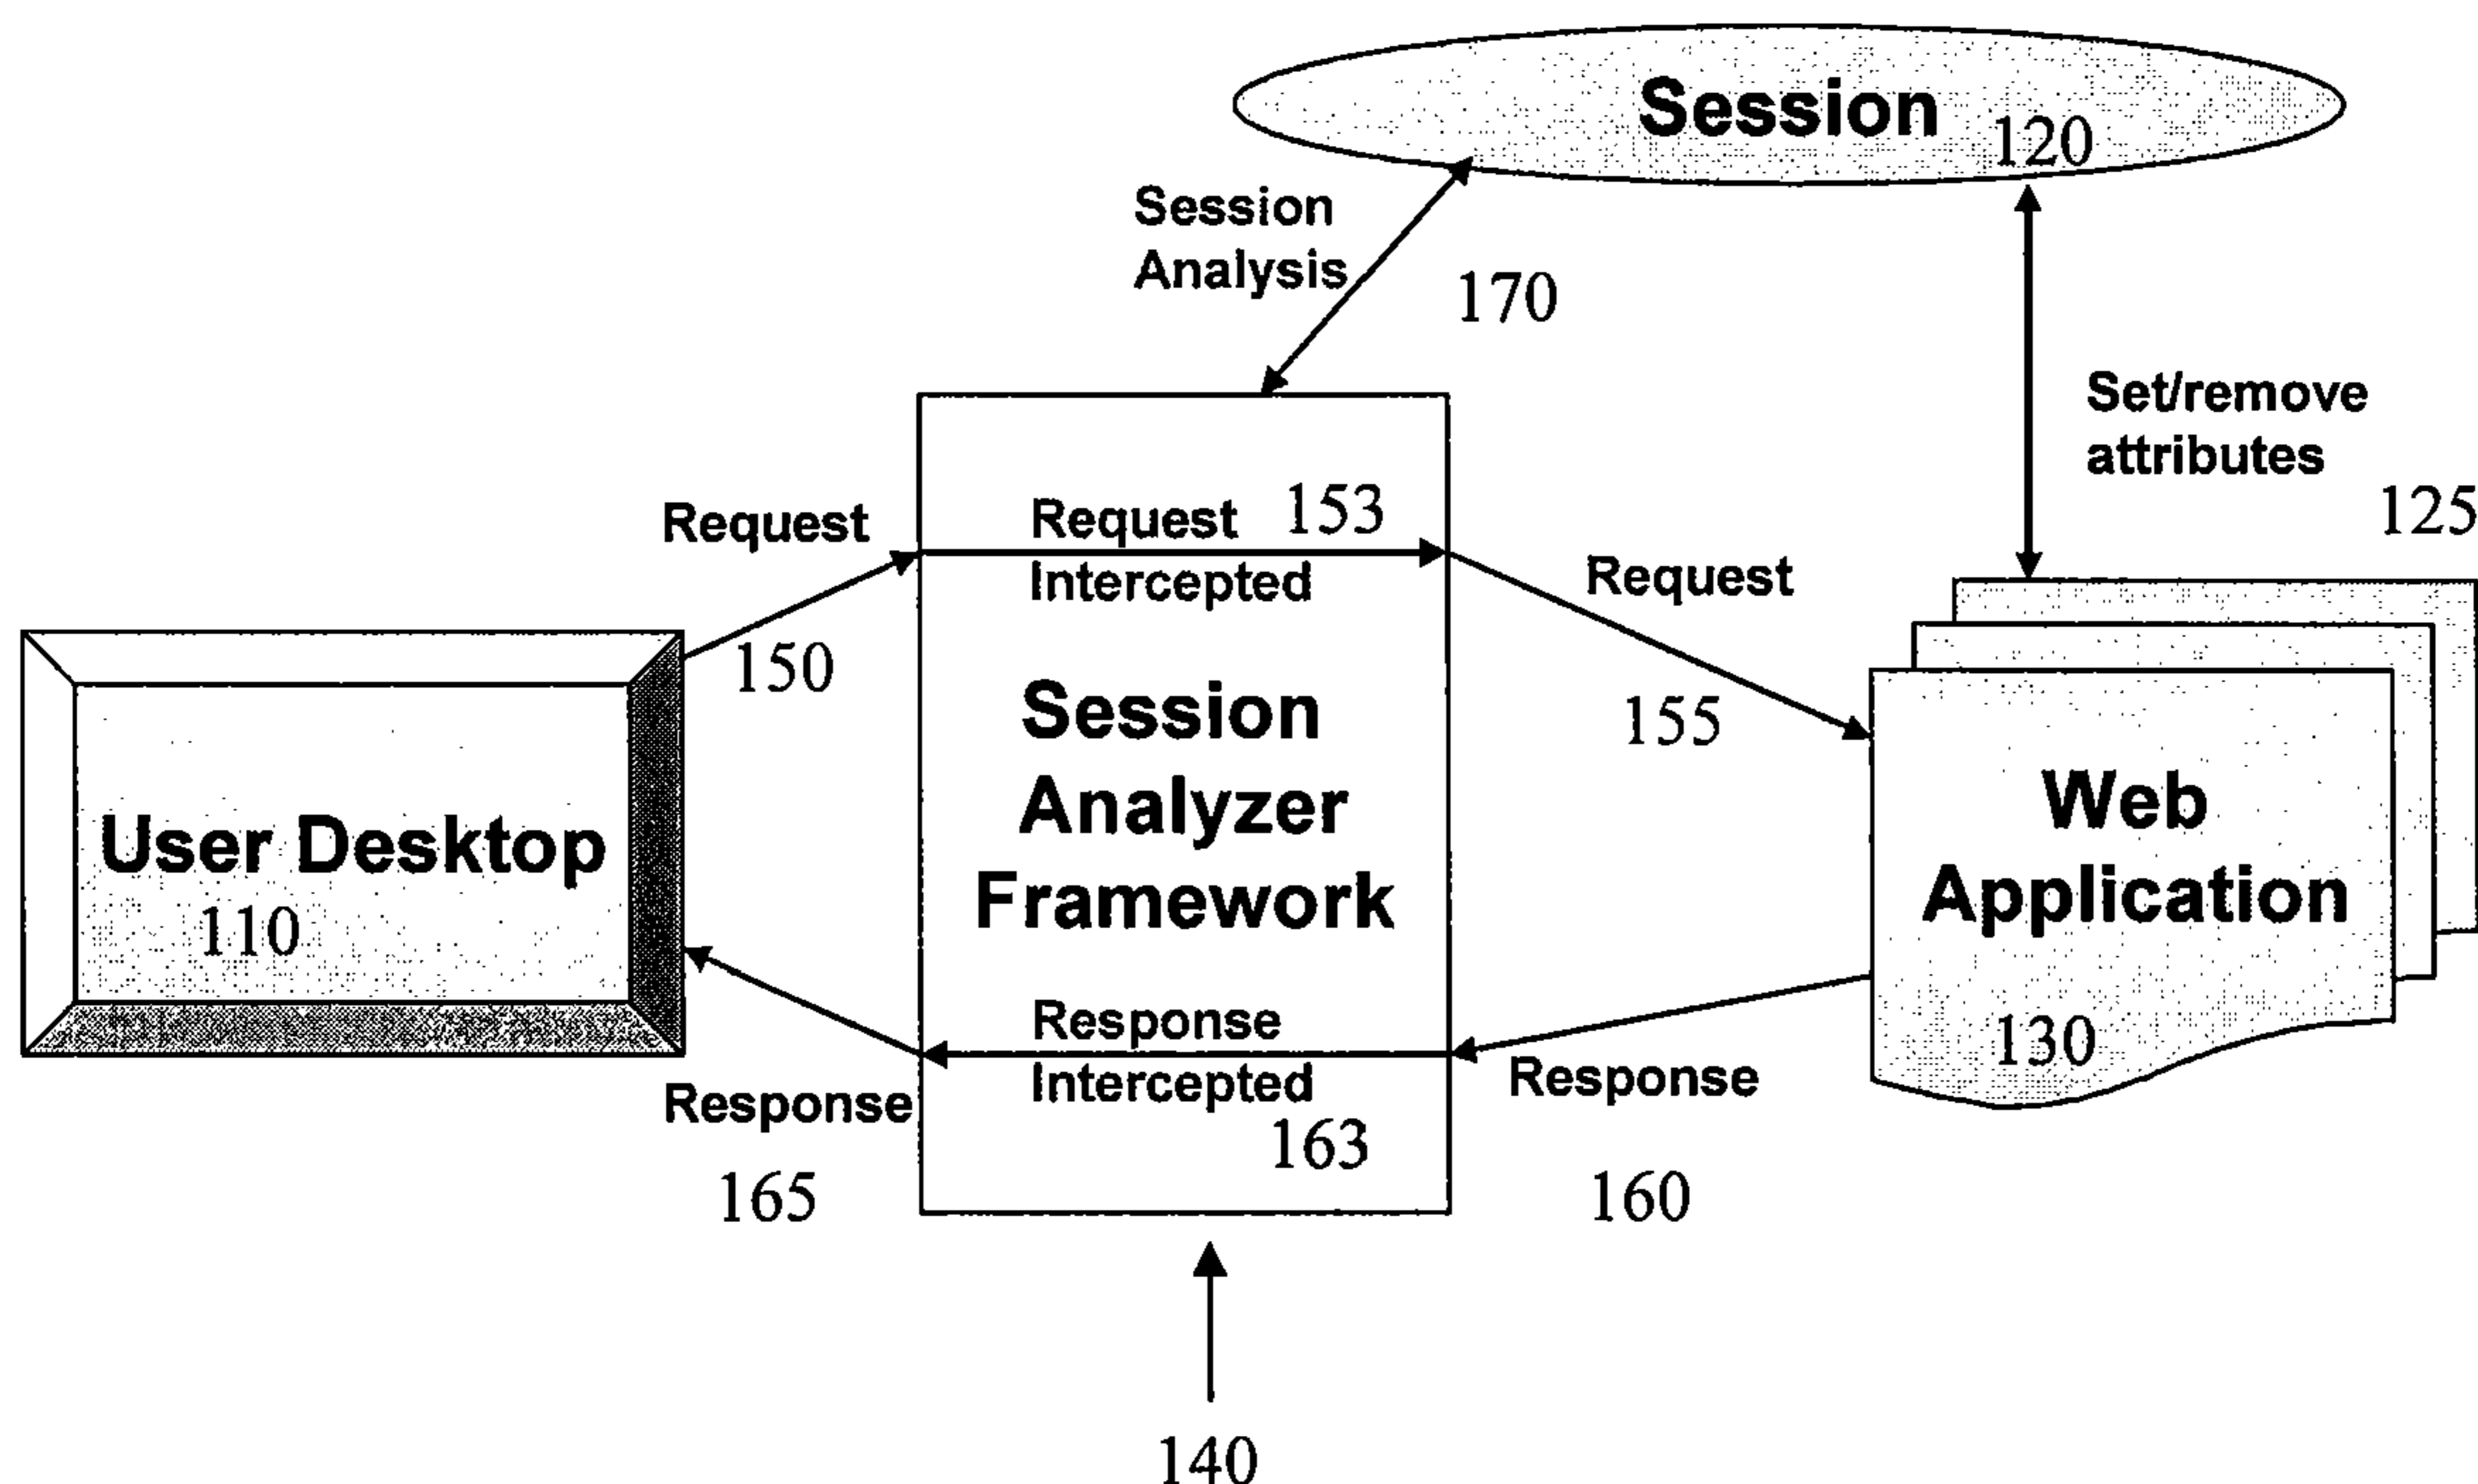 Session 120
Session
Analysis
170
Set/remove
attributes
125
Request
150
Request 153
Intercepted
Request
155
Session
Analyzer
Framework
User Desktop
110
Web
Application
130
Response
Intercepted
163
Response
165
Response
160
140